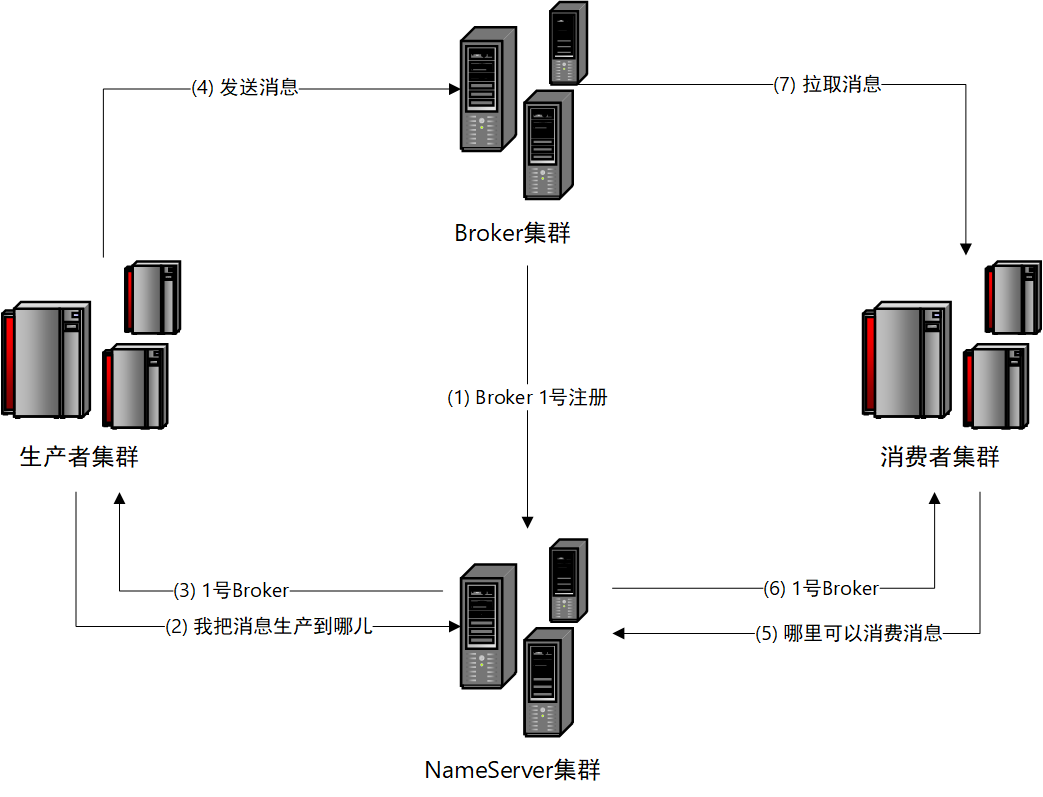 (4) 发送消息
(7) 拉取消息
Broker集群
(1) Broker 1号注册
生产者集群
消费者集群
(3) 1号Broker
(6) 1号Broker
(2) 我把消息生产到哪儿
(5) 哪里可以消费消息
NameServer集群